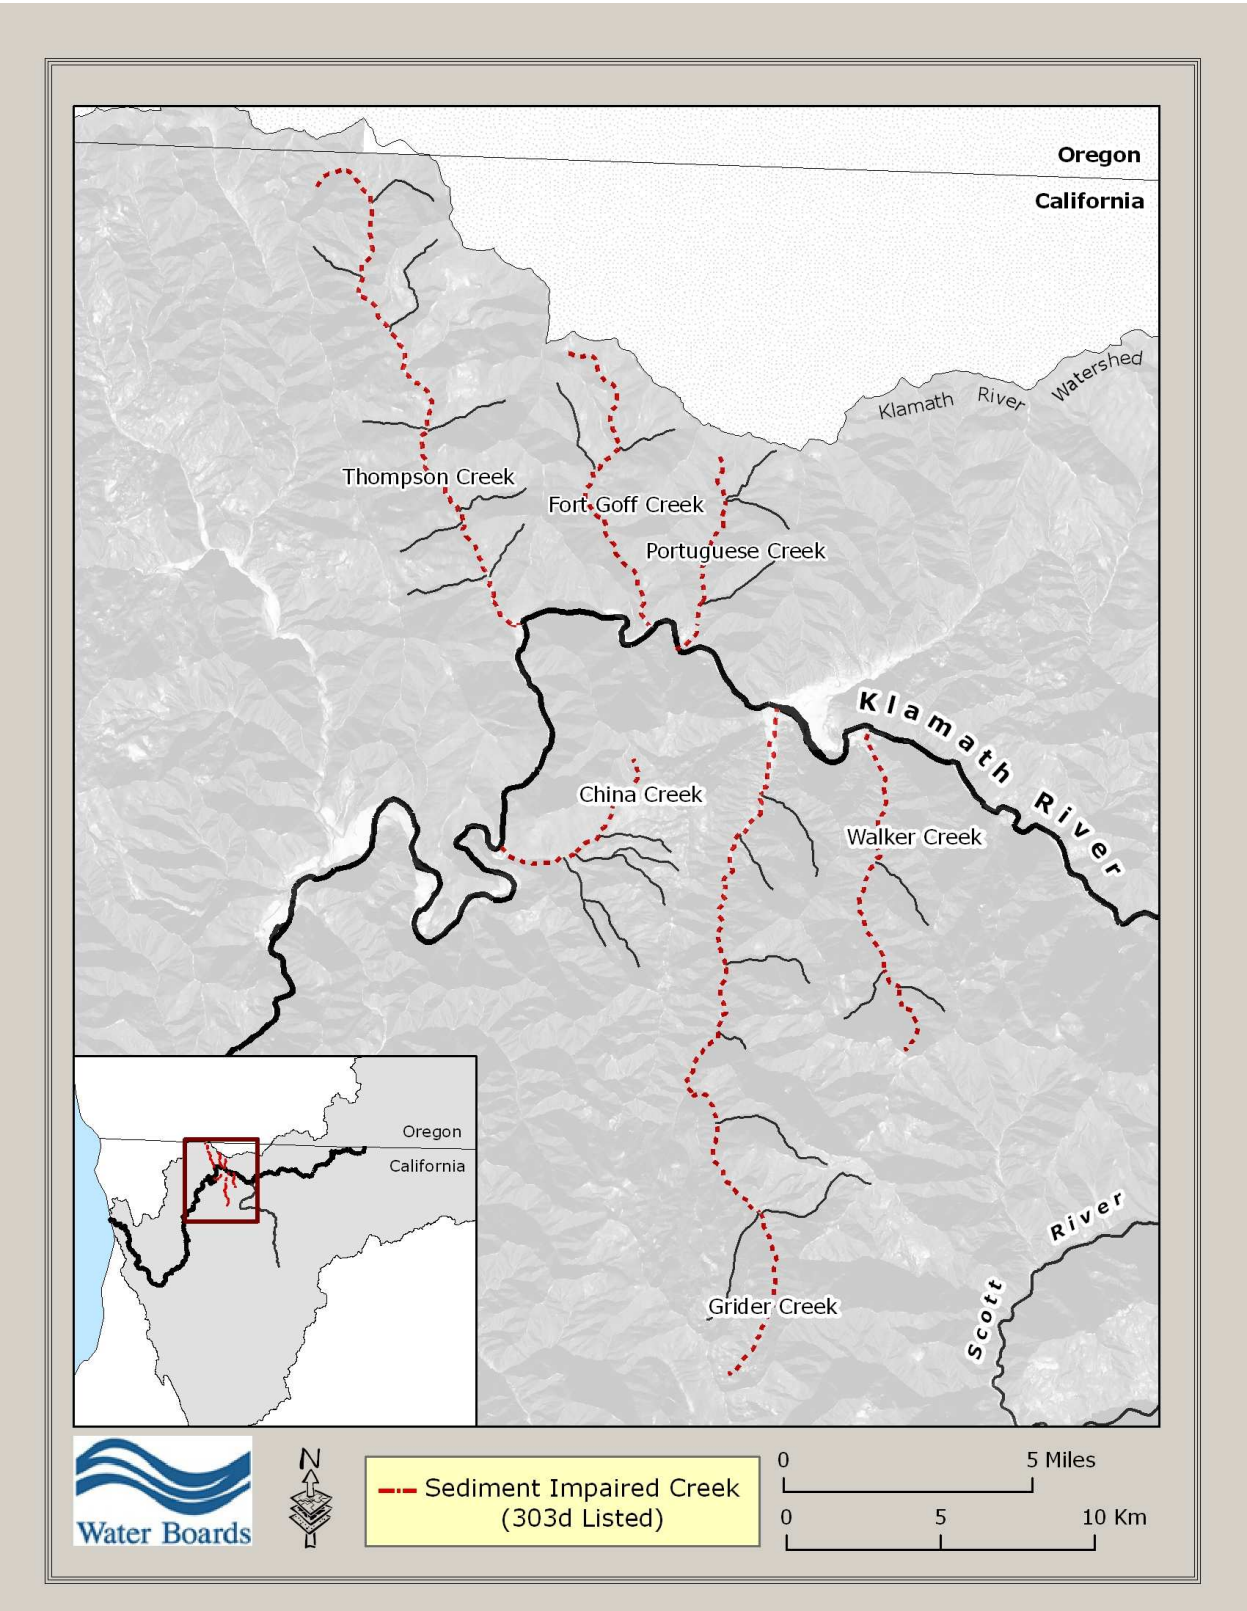 Oregon
California
Klamath River Watershed
Thompson Creek
Fort Goff Creek
Portuguese Creek
Klamath River
China Creek
Walker Creek
Oregon
California
River
Scott
Grider Creek
Water Boards
N
Sediment Impaired Creek
(303d Listed)
0 5 Miles
0 5 10 Km